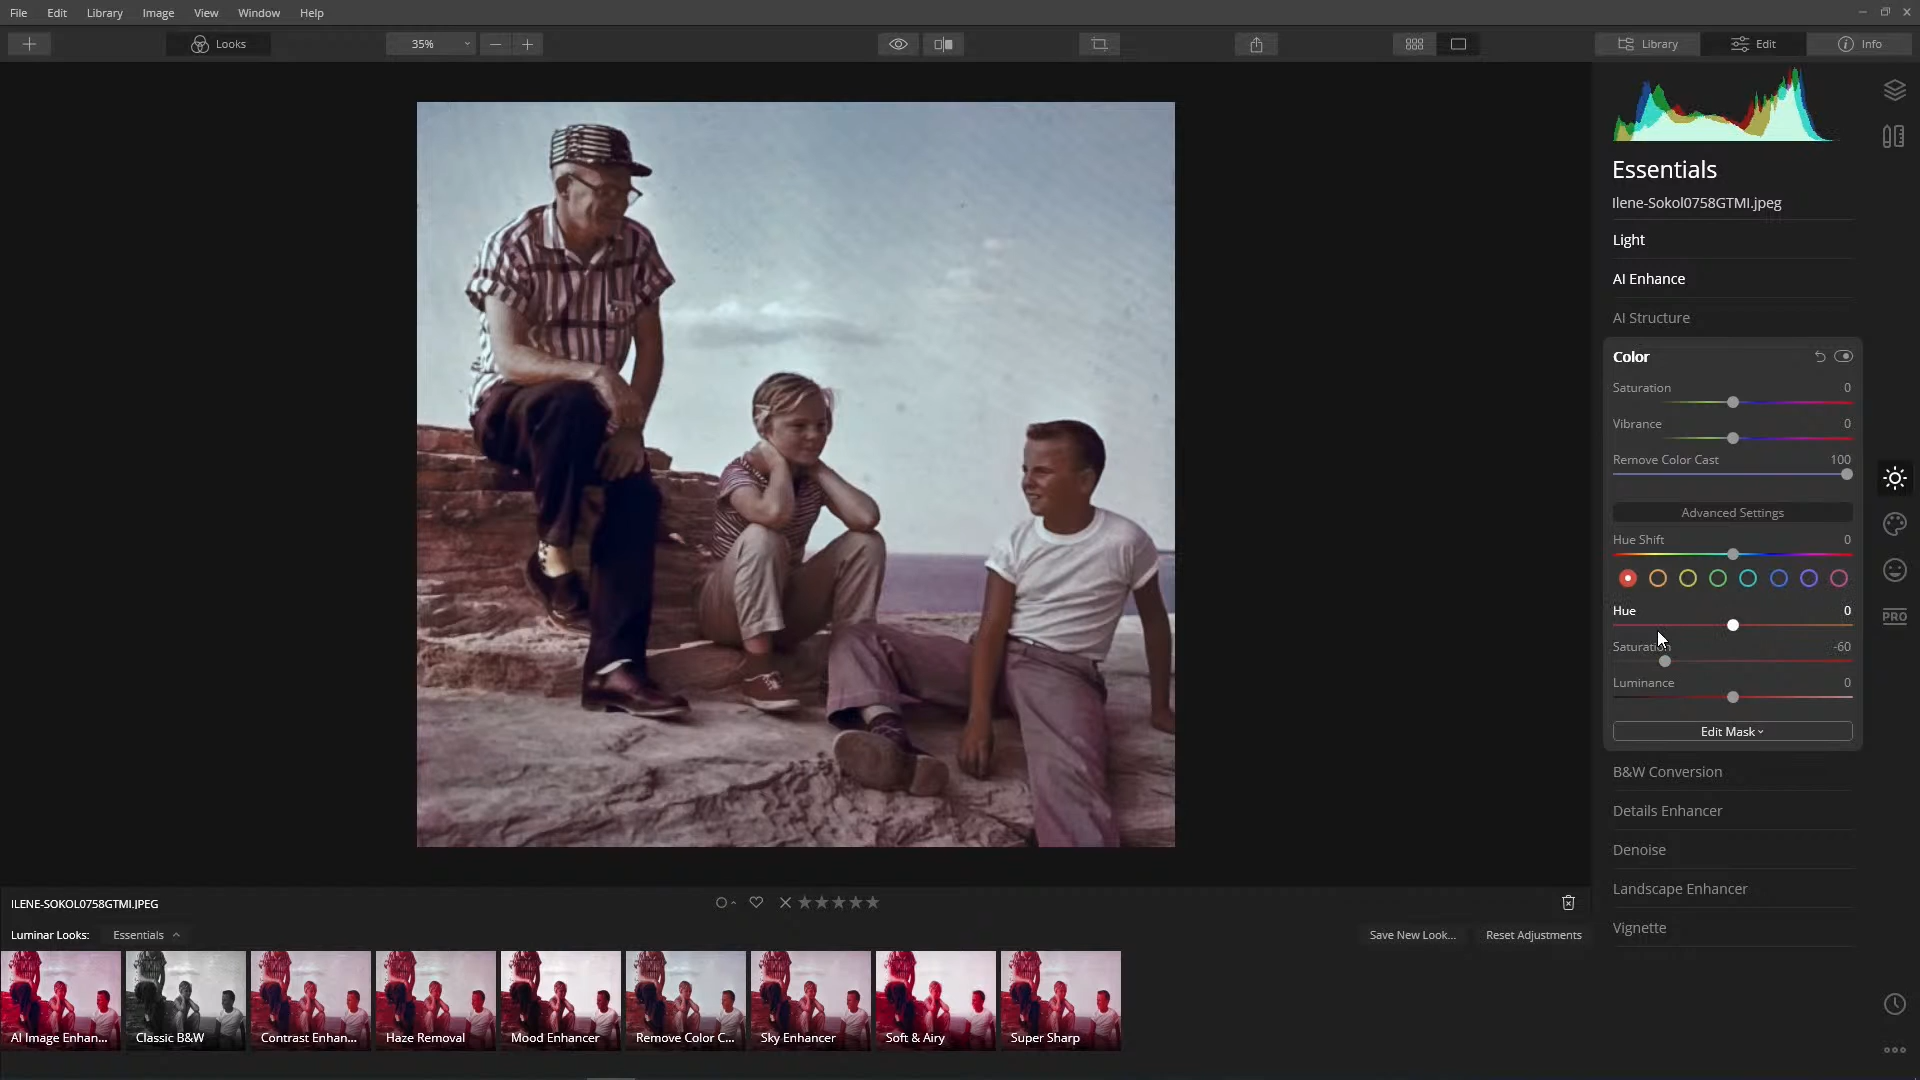 File Edit Library Image View Window Help
Looks 35% Library Edit Info
Essentials
Ilene-Sokol0758GTMI.jpeg
Light
AI Enhance
AI Structure
Color
Saturation 0
Vibrance 0
Remove Color Cast 100
Advanced Settings
Hue Shift 0
Hue 0
Saturation -60
Luminance 0
Edit Mask
B&W Conversion
Details Enhancer
Denoise
Landscape Enhancer
Vignette
PRO
ILENE-SOKOL0758GTMI.JPEG
Luminar Looks: Essentials Save New Look... Reset Adjustments
AI Image Enhan... Classic B&W Contrast Enhan... Haze Removal Mood Enhancer Remove Color C... Sky Enhancer Soft & Airy Super Sharp